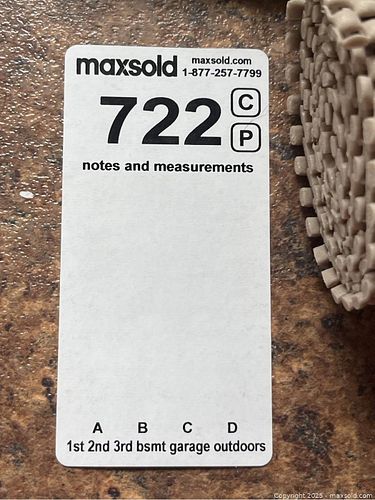 maxsold maxsold.com
1-877-257-7799
722 C
P
notes and measurements
A B C D
1st 2nd 3rd bsmt garage outdoors
Copyright 2025 - maxsold.com